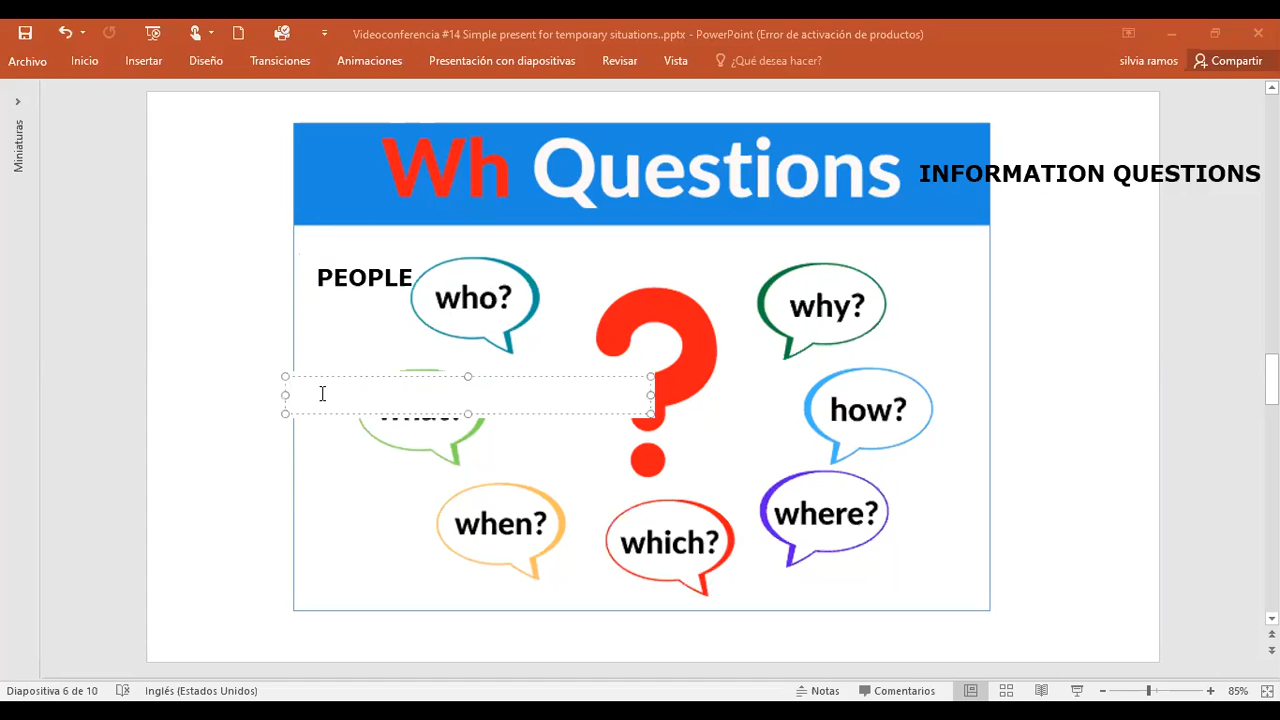 Videoconferencia #14 Simple present for temporary situations..pptx - PowerPoint (Error de activación de productos)
Archivo Inicio Insertar Diseño Transiciones Animaciones Presentación con diapositivas Revisar Vista ¿Qué desea hacer? silvia ramos Compartir
Miniaturas
Wh Questions
INFORMATION QUESTIONS
PEOPLE
who?
why?
how?
when?
which?
where?
Diapositiva 6 de 10 Inglés (Estados Unidos) Notas Comentarios 85%